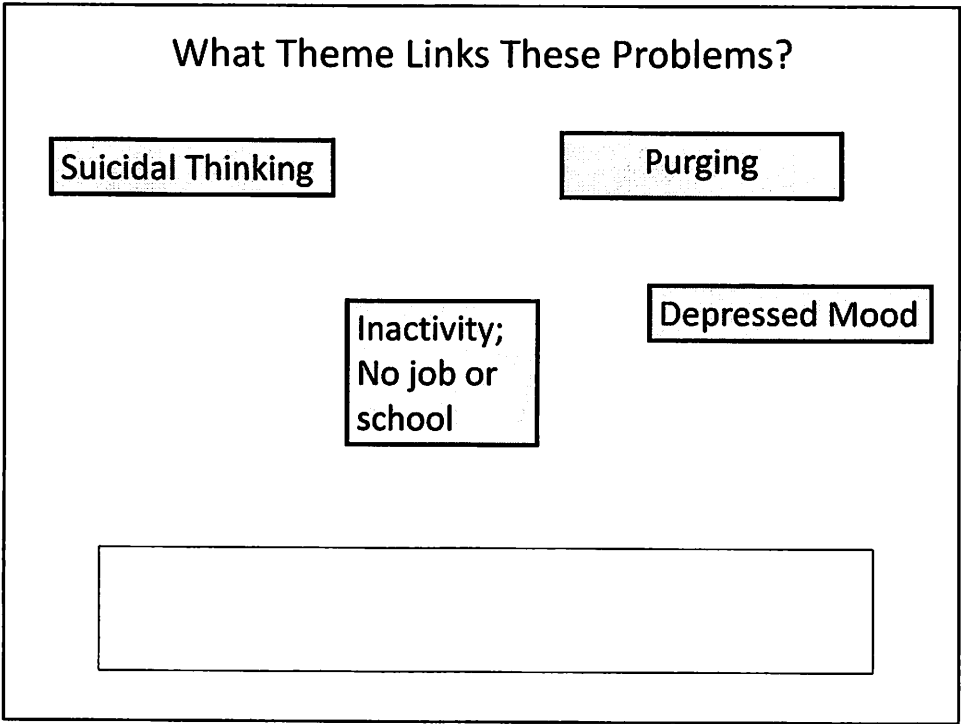 What Theme Links These Problems?
Suicidal Thinking
Purging
Depressed Mood
Inactivity;
No job or
school